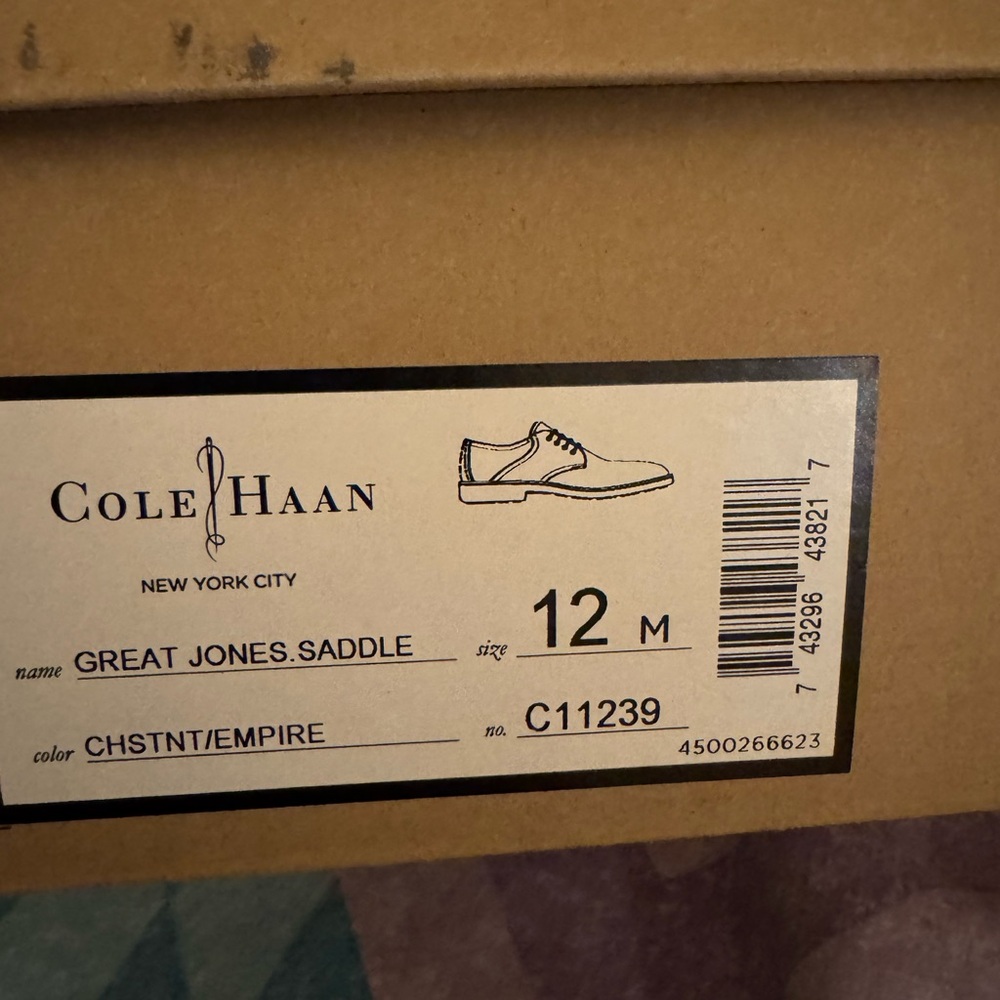 COLE HAAN
NEW YORK CITY
name GREAT JONES.SADDLE
color CHSTNT/EMPIRE
size 12 M
no. C11239
4500266623
7 43296 43821 7